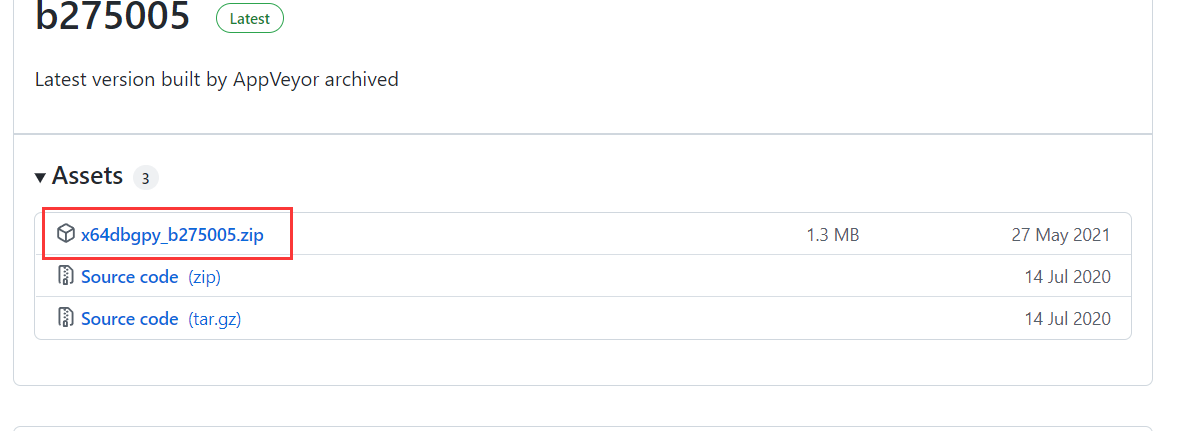 b275005 Latest
Latest version built by AppVeyor archived
Assets 3
x64dbgpy_b275005.zip 1.3 MB 27 May 2021
Source code (zip) 14 Jul 2020
Source code (tar.gz) 14 Jul 2020